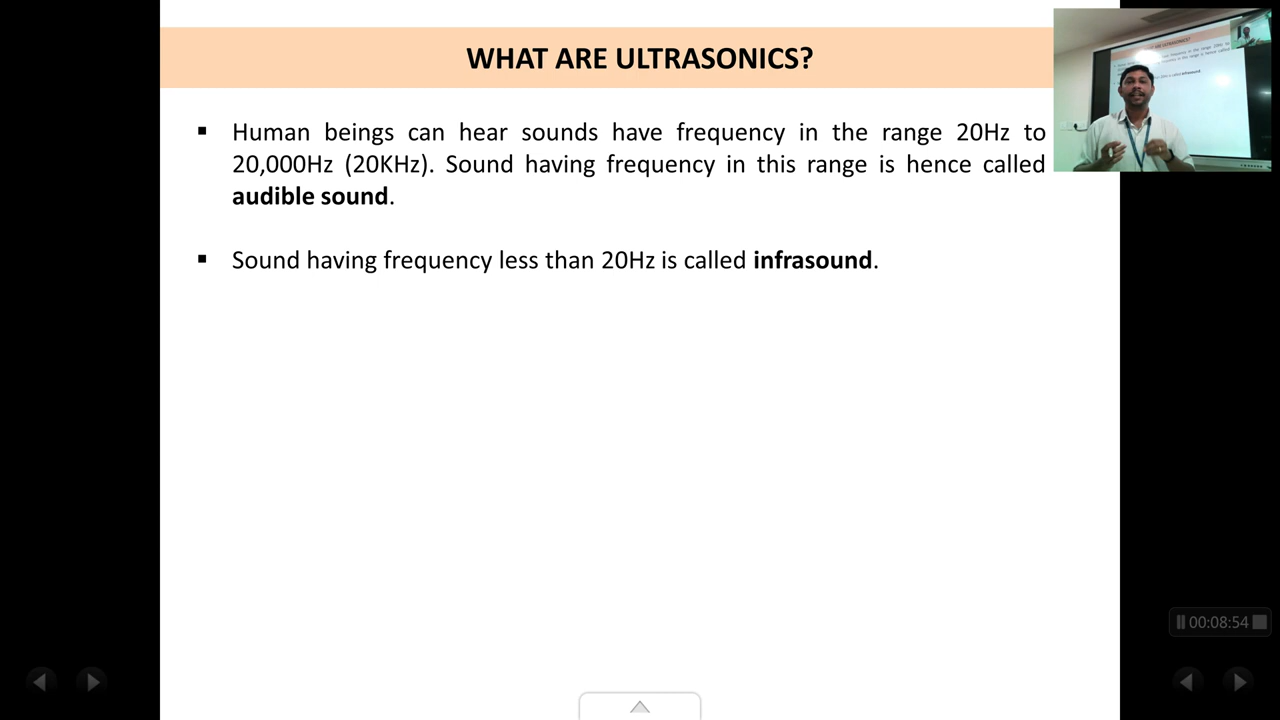 WHAT ARE ULTRASONICS?
▪ Human beings can hear sounds have frequency in the range 20Hz to
20,000Hz (20KHz). Sound having frequency in this range is hence called
audible sound.
▪ Sound having frequency less than 20Hz is called infrasound.
00:08:54